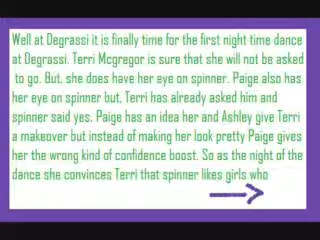 Well at Degrassi it is finally time for the first night time dance
at Degrassi. Terri Mcgregor is sure that she will not be asked
to go. But, she does have her eye on spinner. Paige also has
her eye on spinner but, Terri has already asked him and
spinner said yes. Paige has an idea her and Ashley give Terri
a makeover but instead of making her look pretty Paige gives
her the wrong kind of confidence boost. So as the night of the
dance she convinces Terri that spinner likes girls who